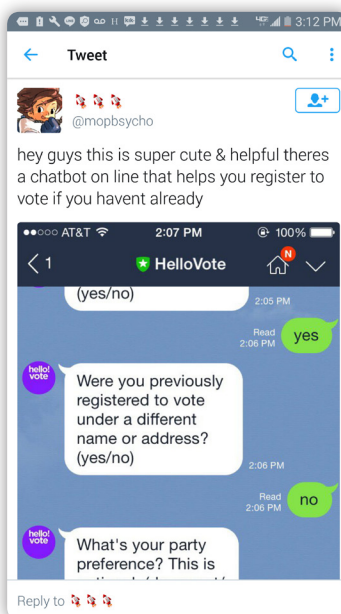 3:12 PM
Tweet
@mopbsycho
hey guys this is super cute & helpful theres
a chatbot on line that helps you register to
vote if you havent already
AT&T 2:07 PM 100%
1 HelloVote N
(yes/no)
2:05 PM
Read
2:06 PM
yes
hello!
vote
Were you previously
registered to vote
under a different
name or address?
(yes/no)
2:06 PM
Read
2:06 PM
no
hello!
vote
What's your party
preference? This is
Reply to